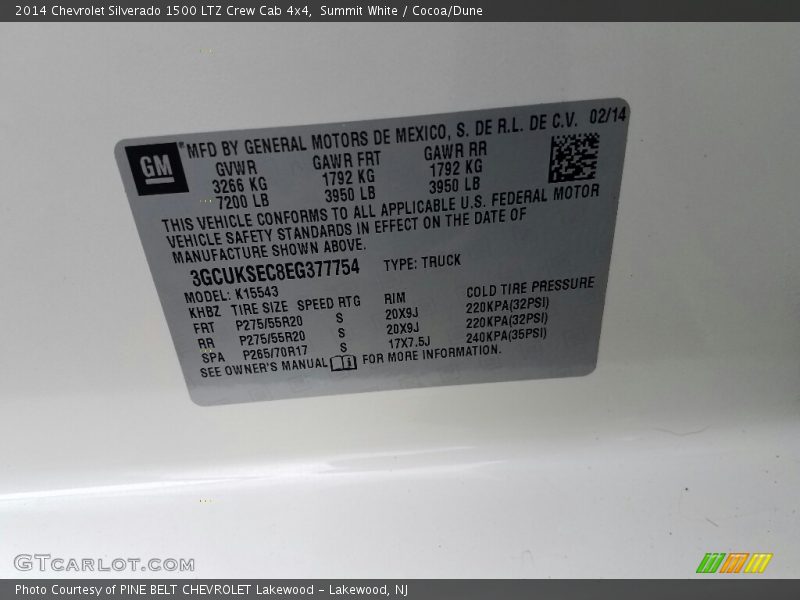 2014 Chevrolet Silverado 1500 LTZ Crew Cab 4x4, Summit White / Cocoa/Dune
GM ® MFD BY GENERAL MOTORS DE MEXICO, S. DE R.L. DE C.V. 02/14
GVWR GAWR FRT GAWR RR
3266 KG 1792 KG 1792 KG
7200 LB 3950 LB 3950 LB
THIS VEHICLE CONFORMS TO ALL APPLICABLE U.S. FEDERAL MOTOR
VEHICLE SAFETY STANDARDS IN EFFECT ON THE DATE OF
MANUFACTURE SHOWN ABOVE.
3GCUKSEC8EG377754 TYPE: TRUCK
MODEL: K15543
KHBZ TIRE SIZE SPEED RTG RIM COLD TIRE PRESSURE
FRT P275/55R20 S 20X9J 220KPA(32PSI)
RR P275/55R20 S 20X9J 220KPA(32PSI)
SPA P265/70R17 S 17X7.5J 240KPA(35PSI)
SEE OWNER'S MANUAL FOR MORE INFORMATION.
GTCARLOT.COM
Photo Courtesy of PINE BELT CHEVROLET Lakewood - Lakewood, NJ